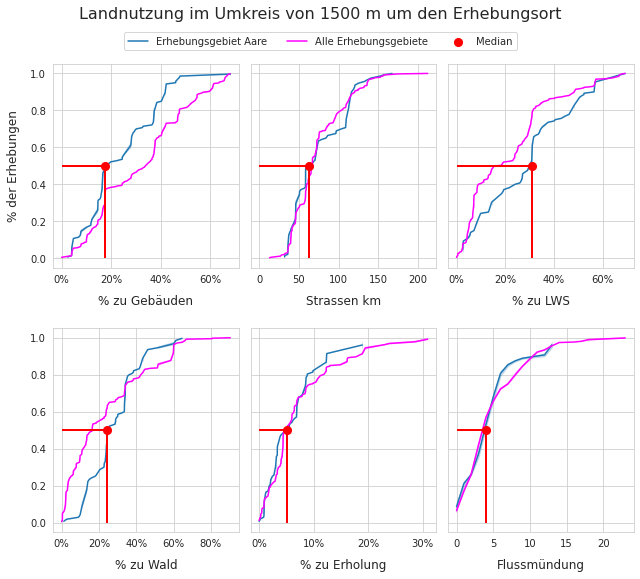 Landnutzung im Umkreis von 1500 m um den Erhebungsort
Erhebungsgebiet Aare Alle Erhebungsgebiete Median
% der Erhebungen
1.0
0.8
0.6
0.4
0.2
0.0
0% 20% 40% 60%
% zu Gebäuden
0 50 100 150 200
Strassen km
0% 20% 40% 60%
% zu LWS
1.0
0.8
0.6
0.4
0.2
0.0
0% 20% 40% 60% 80%
% zu Wald
0% 10% 20% 30%
% zu Erholung
0 5 10 15 20
Flussmündung